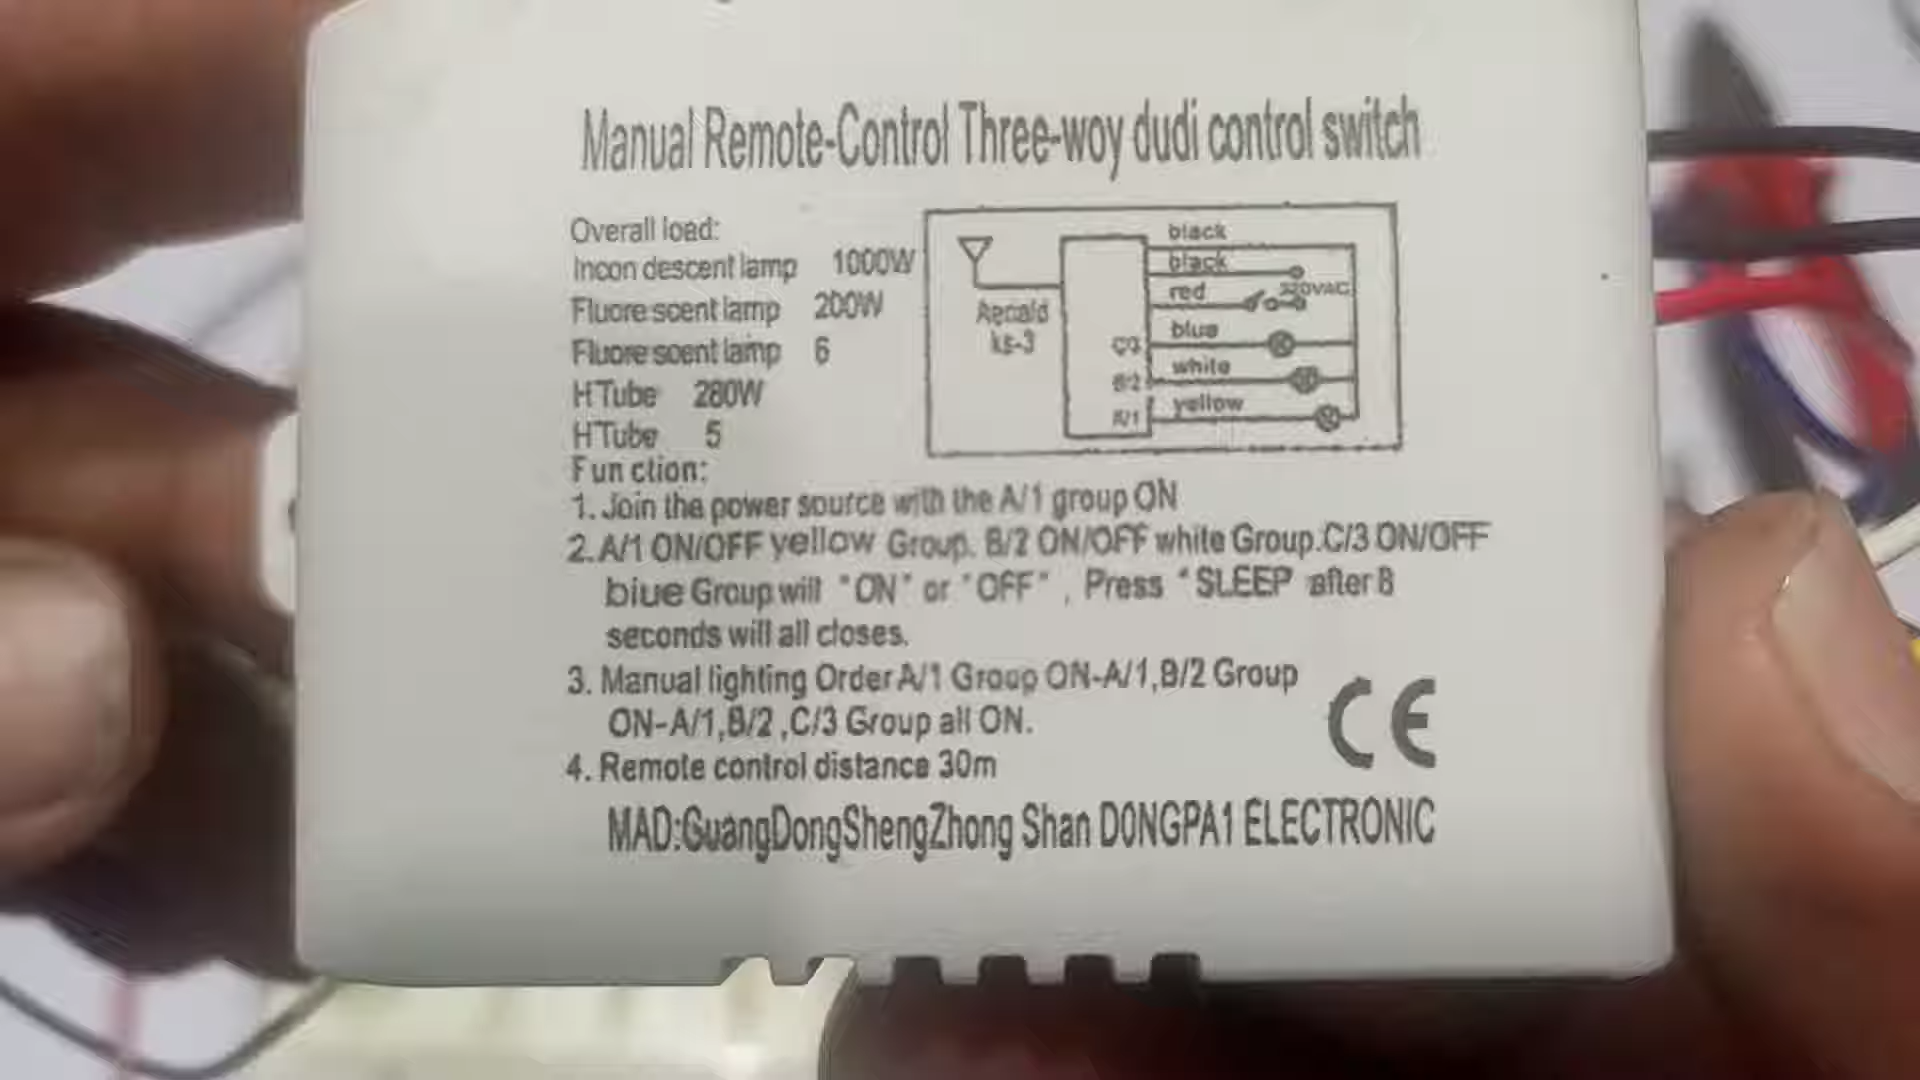 Manual Remote-Control Three-woy dudi control switch
Overall load:
Incon descent lamp 1000W
Fluore scent lamp 200W
Fluore scent lamp 6
H Tube 280W
H Tube 5
black
black
red
220VAC
blue
white
yellow
ks-3
B/2
A/1
Fun ction:
1. Join the power source with the A/1 group ON
2. A/1 ON/OFF yellow Group. B/2 ON/OFF white Group.C/3 ON/OFF
blue Group will "ON" or "OFF", Press "SLEEP after 8
seconds will all closes.
3. Manual lighting Order A/1 Group ON-A/1,B/2 Group
ON-A/1,B/2 ,C/3 Group all ON.
4. Remote control distance 30m
CE
MAD:GuangDongShengZhong Shan DONGPA1 ELECTRONIC